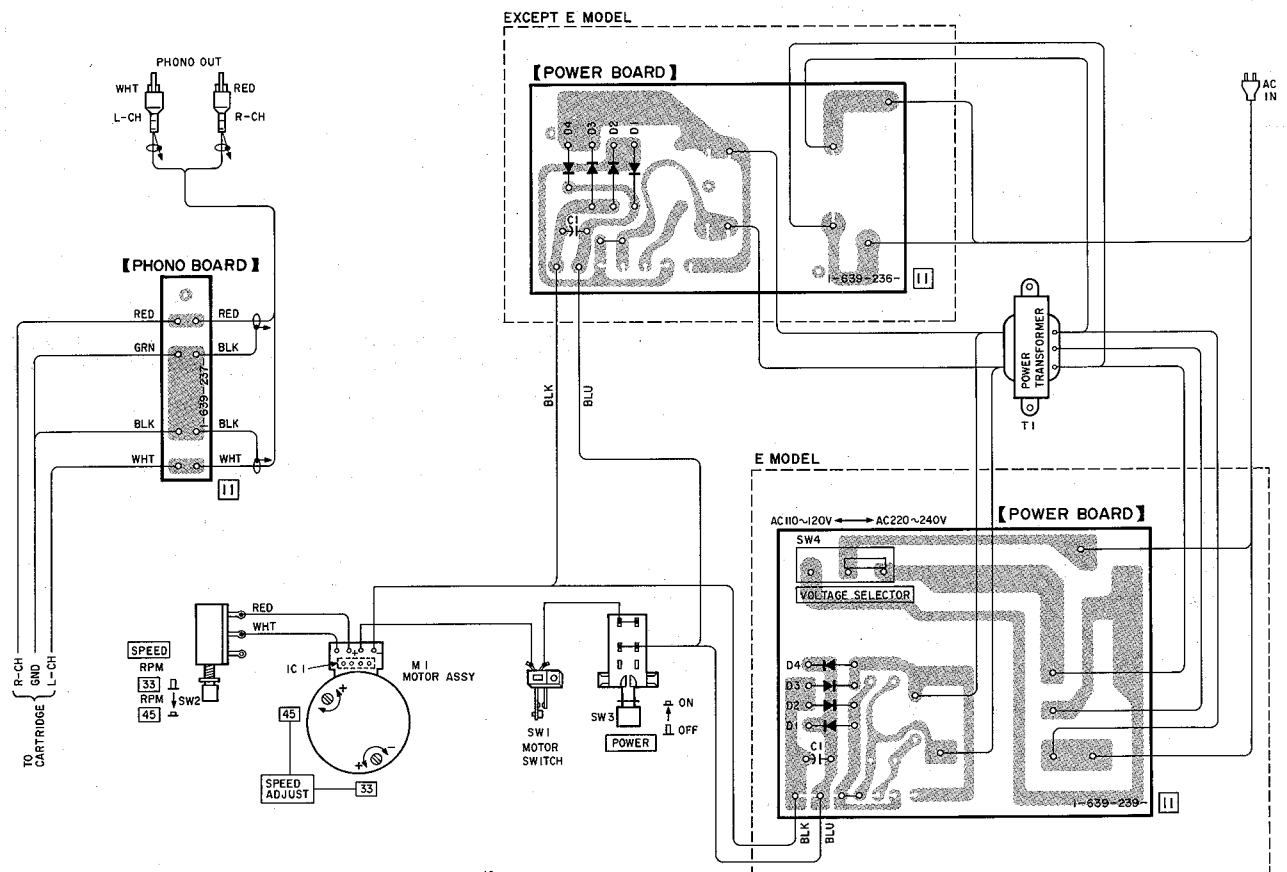 EXCEPT E MODEL
PHONO OUT
WHT
RED
L-CH
R-CH
【POWER BOARD】
D4
D3
D2
D1
C1
1-639-236-
11
AC
IN
【PHONO BOARD】
RED
RED
GRN
BLK
1-639-237-
BLK
BLK
WHT
WHT
11
BLK
BLU
POWER
TRANSFORMER
T1
E MODEL
AC110~120V
AC220~240V
【POWER BOARD】
SW4
VOLTAGE SELECTOR
D4
D3
D2
D1
C1
1-639-239-
11
BLK
BLU
R-CH
GND
L-CH
TO
CARTRIDGE
RED
WHT
SPEED
RPM
33
RPM
45
SW2
IC1
+
M1
MOTOR ASSY
+
-
+
-
45
SPEED
ADJUST
33
SW1
MOTOR
SWITCH
SW3
POWER
ON
OFF